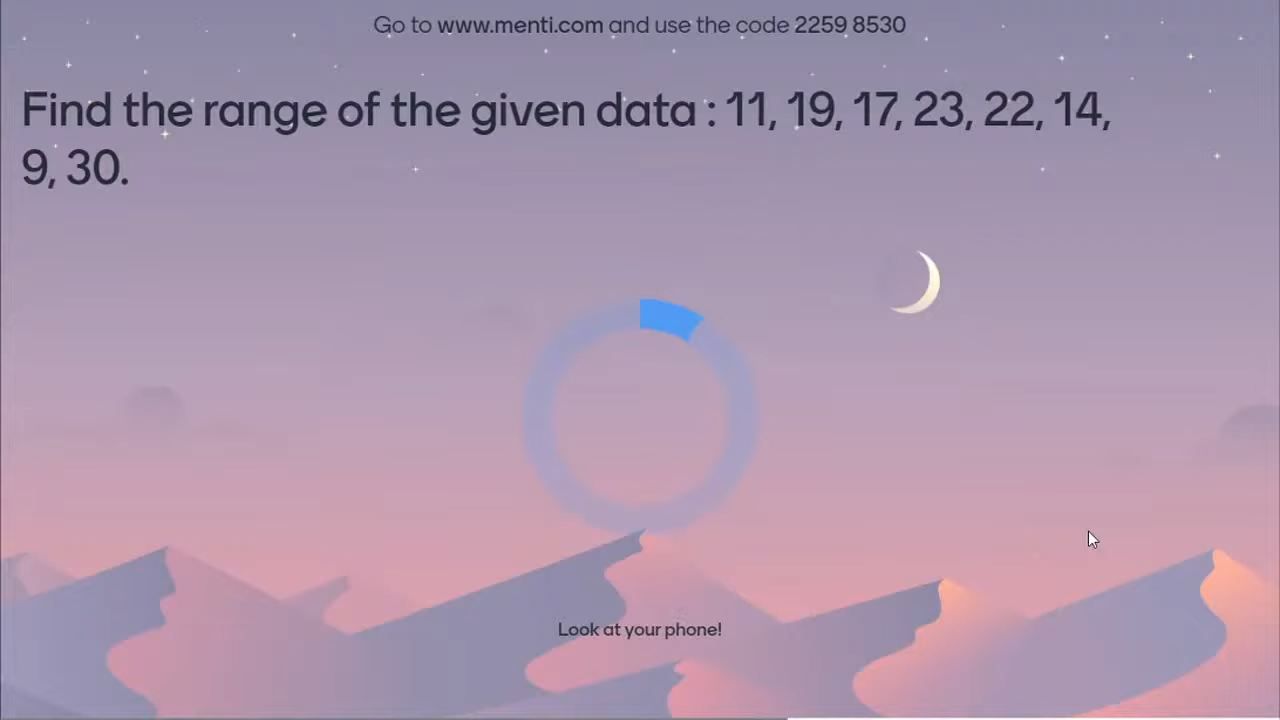 Go to www.menti.com and use the code 2259 8530
Find the range of the given data : 11, 19, 17, 23, 22, 14,
9, 30.
Look at your phone!